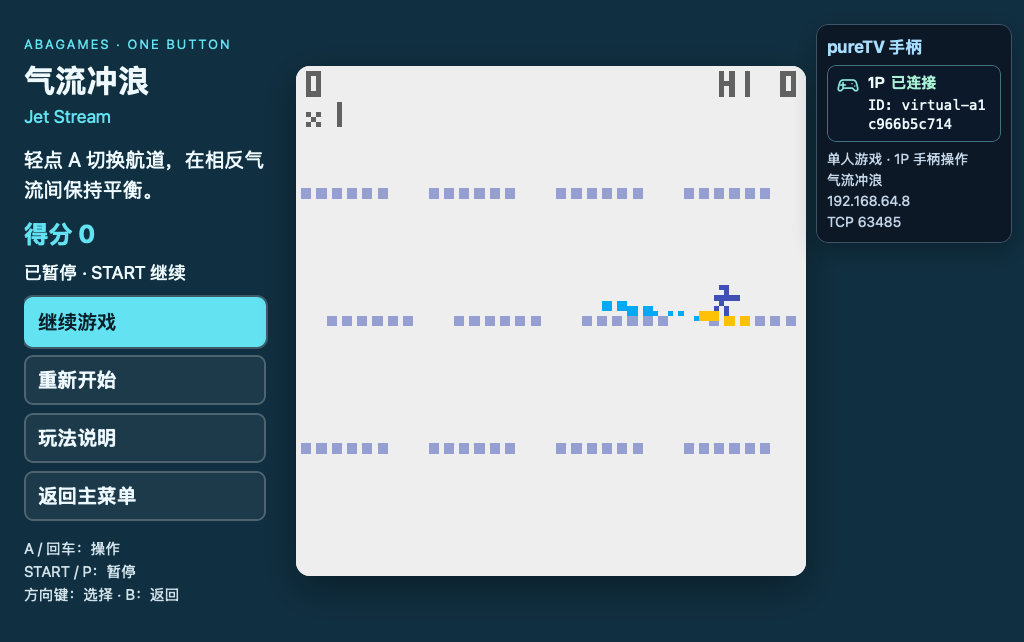 ABAGAMES · ONE BUTTON
气流冲浪
Jet Stream
轻点 A 切换航道，在相反气
流间保持平衡。
得分 0
已暂停 · START 继续
继续游戏
重新开始
玩法说明
返回主菜单
A / 回车：操作
START / P：暂停
方向键：选择 · B：返回
0
HI 0
x 1
pureTV 手柄
1P 已连接
ID: virtual-a1
c966b5c714
单人游戏 · 1P 手柄操作
气流冲浪
192.168.64.8
TCP 63485